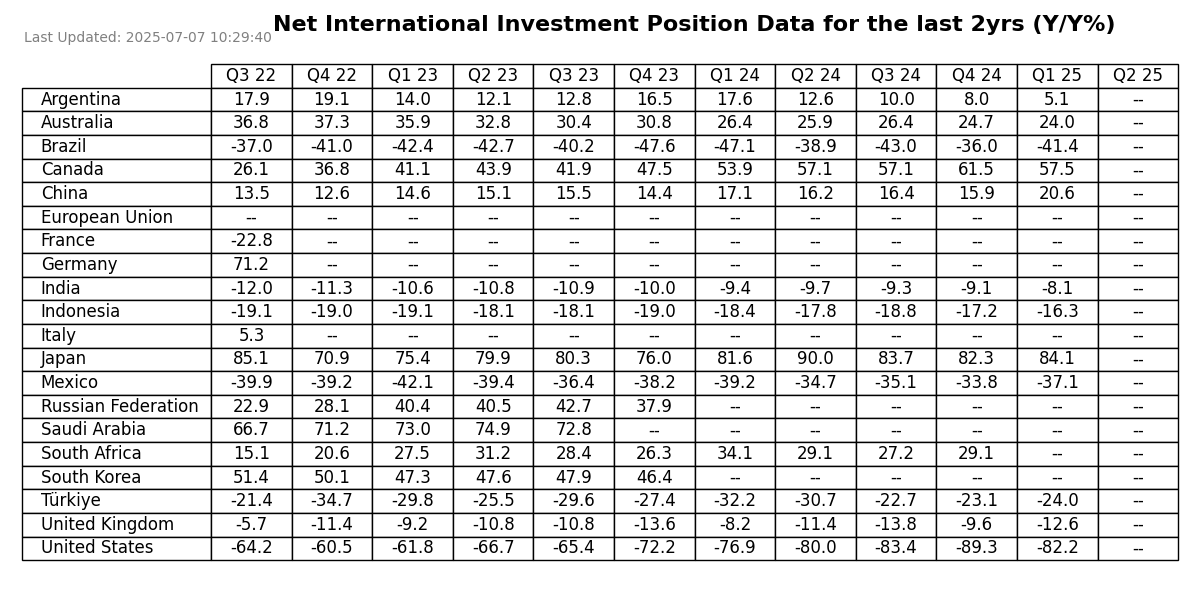 Net International Investment Position Data for the last 2yrs (Y/Y%)
Last Updated: 2025-07-07 10:29:40
Q3 22 Q4 22 Q1 23 Q2 23 Q3 23 Q4 23 Q1 24 Q2 24 Q3 24 Q4 24 Q1 25 Q2 25
Argentina 17.9 19.1 14.0 12.1 12.8 16.5 17.6 12.6 10.0 8.0 5.1 --
Australia 36.8 37.3 35.9 32.8 30.4 30.8 26.4 25.9 26.4 24.7 24.0 --
Brazil -37.0 -41.0 -42.4 -42.7 -40.2 -47.6 -47.1 -38.9 -43.0 -36.0 -41.4 --
Canada 26.1 36.8 41.1 43.9 41.9 47.5 53.9 57.1 57.1 61.5 57.5 --
China 13.5 12.6 14.6 15.1 15.5 14.4 17.1 16.2 16.4 15.9 20.6 --
European Union -- -- -- -- -- -- -- -- -- -- -- --
France -22.8 -- -- -- -- -- -- -- -- -- -- --
Germany 71.2 -- -- -- -- -- -- -- -- -- -- --
India -12.0 -11.3 -10.6 -10.8 -10.9 -10.0 -9.4 -9.7 -9.3 -9.1 -8.1 --
Indonesia -19.1 -19.0 -19.1 -18.1 -18.1 -19.0 -18.4 -17.8 -18.8 -17.2 -16.3 --
Italy 5.3 -- -- -- -- -- -- -- -- -- -- --
Japan 85.1 70.9 75.4 79.9 80.3 76.0 81.6 90.0 83.7 82.3 84.1 --
Mexico -39.9 -39.2 -42.1 -39.4 -36.4 -38.2 -39.2 -34.7 -35.1 -33.8 -37.1 --
Russian Federation 22.9 28.1 40.4 40.5 42.7 37.9 -- -- -- -- -- --
Saudi Arabia 66.7 71.2 73.0 74.9 72.8 -- -- -- -- -- -- --
South Africa 15.1 20.6 27.5 31.2 28.4 26.3 34.1 29.1 27.2 29.1 -- --
South Korea 51.4 50.1 47.3 47.6 47.9 46.4 -- -- -- -- -- --
Türkiye -21.4 -34.7 -29.8 -25.5 -29.6 -27.4 -32.2 -30.7 -22.7 -23.1 -24.0 --
United Kingdom -5.7 -11.4 -9.2 -10.8 -10.8 -13.6 -8.2 -11.4 -13.8 -9.6 -12.6 --
United States -64.2 -60.5 -61.8 -66.7 -65.4 -72.2 -76.9 -80.0 -83.4 -89.3 -82.2 --